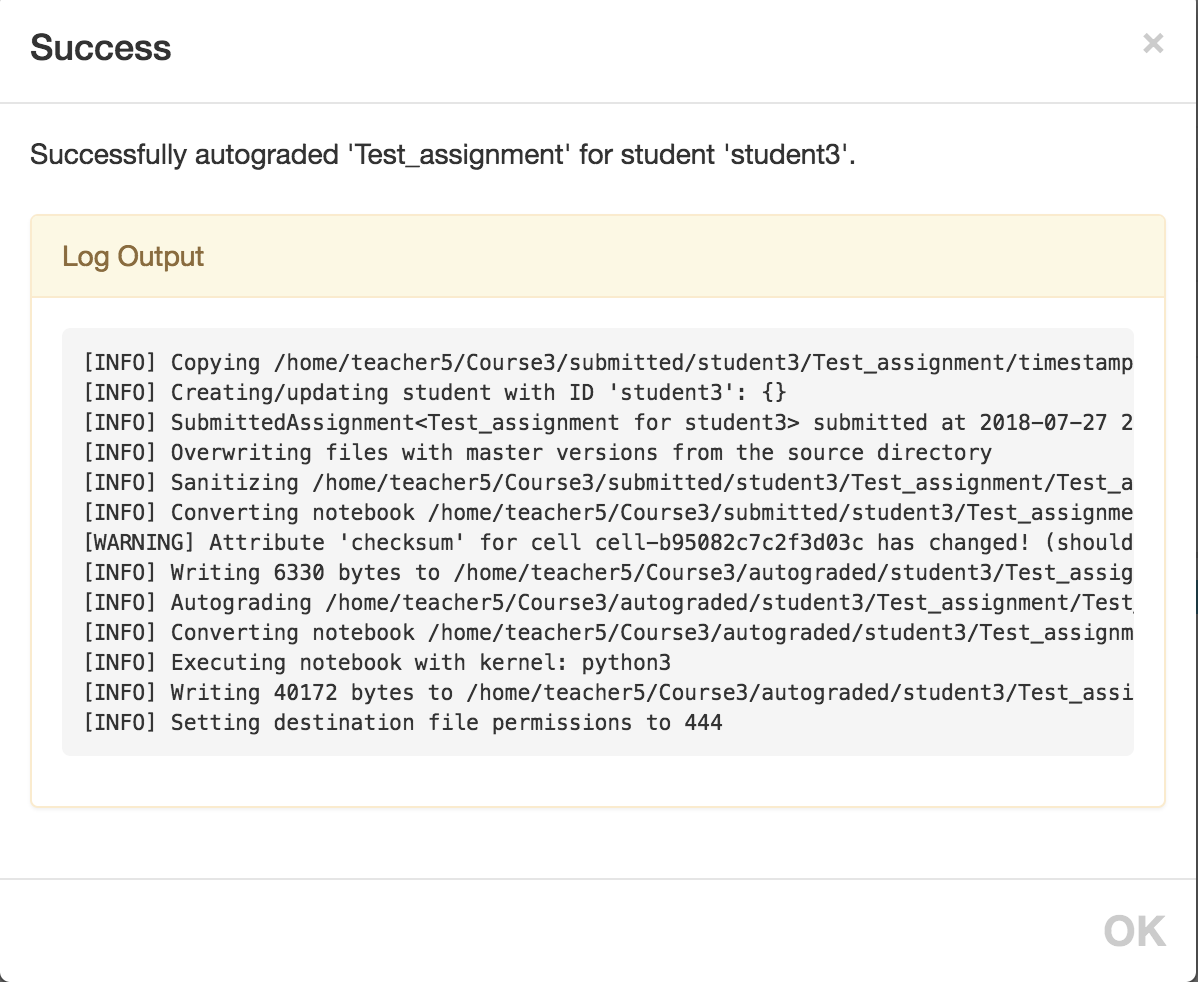 Success
×
Successfully autograded 'Test_assignment' for student 'student3'.
Log Output
[INFO] Copying /home/teacher5/Course3/submitted/student3/Test_assignment/timestamp
[INFO] Creating/updating student with ID 'student3': {}
[INFO] SubmittedAssignment<Test_assignment for student3> submitted at 2018-07-27 2
[INFO] Overwriting files with master versions from the source directory
[INFO] Sanitizing /home/teacher5/Course3/submitted/student3/Test_assignment/Test_a
[INFO] Converting notebook /home/teacher5/Course3/submitted/student3/Test_assignme
[WARNING] Attribute 'checksum' for cell cell-b95082c7c2f3d03c has changed! (should
[INFO] Writing 6330 bytes to /home/teacher5/Course3/autograded/student3/Test_assig
[INFO] Autograding /home/teacher5/Course3/autograded/student3/Test_assignment/Test_
[INFO] Converting notebook /home/teacher5/Course3/autograded/student3/Test_assignm
[INFO] Executing notebook with kernel: python3
[INFO] Writing 40172 bytes to /home/teacher5/Course3/autograded/student3/Test_assi
[INFO] Setting destination file permissions to 444
OK